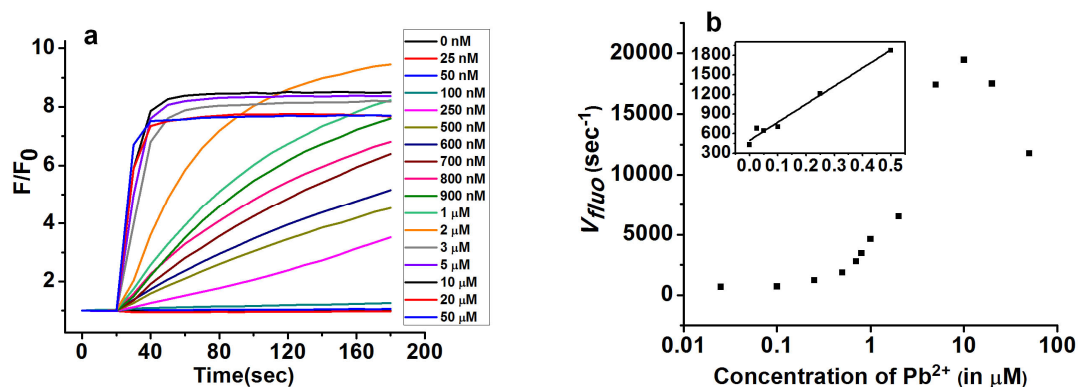 a
F/F0
10
8
6
4
2
0 40 80 120 160 200
Time(sec)
0 nM
25 nM
50 nM
100 nM
250 nM
500 nM
600 nM
700 nM
800 nM
900 nM
1 μM
2 μM
3 μM
5 μM
10 μM
20 μM
50 μM
b
Vfluo (sec-1)
20000
15000
10000
5000
0
1800
1500
1200
900
600
300
0.0 0.1 0.2 0.3 0.4 0.5
0.01 0.1 1 10 100
Concentration of Pb2+ (in μM)